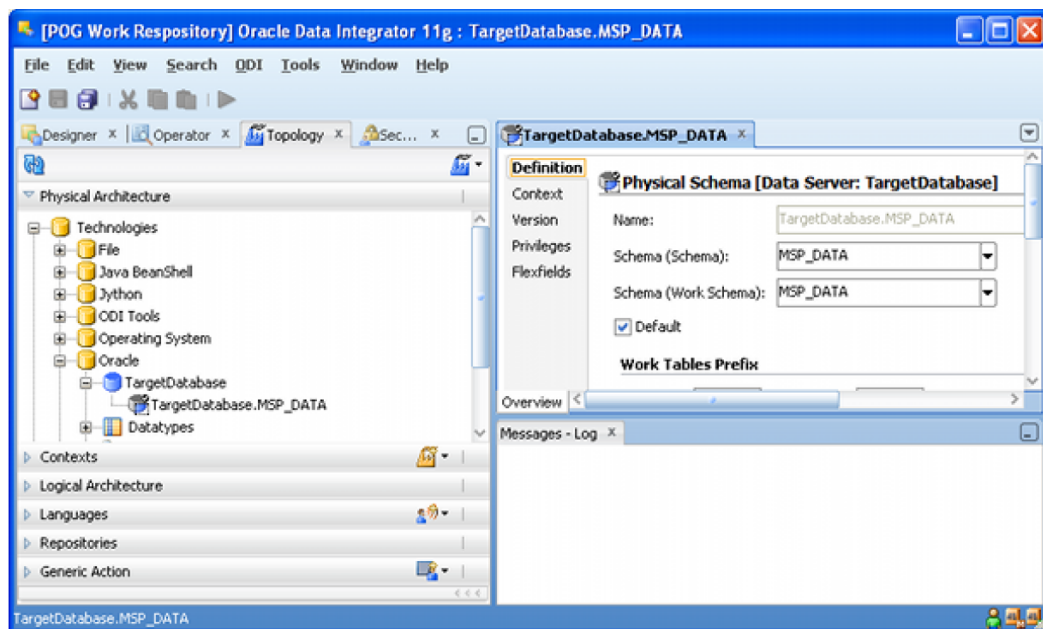 [POG Work Respository] Oracle Data Integrator 11g : TargetDatabase.MSP_DATA
File Edit View Search ODI Tools Window Help
Designer x Operator x Topology x Sec... x
Physical Architecture
Technologies
File
Java BeanShell
Jython
ODI Tools
Operating System
Oracle
TargetDatabase
TargetDatabase.MSP_DATA
Datatypes
Contexts
Logical Architecture
Languages
Repositories
Generic Action
TargetDatabase.MSP_DATA x
Definition
Context
Version
Privileges
Flexfields
Physical Schema [Data Server: TargetDatabase]
Name: TargetDatabase.MSP_DATA
Schema (Schema): MSP_DATA
Schema (Work Schema): MSP_DATA
Default
Work Tables Prefix
Overview
Messages - Log x
TargetDatabase.MSP_DATA